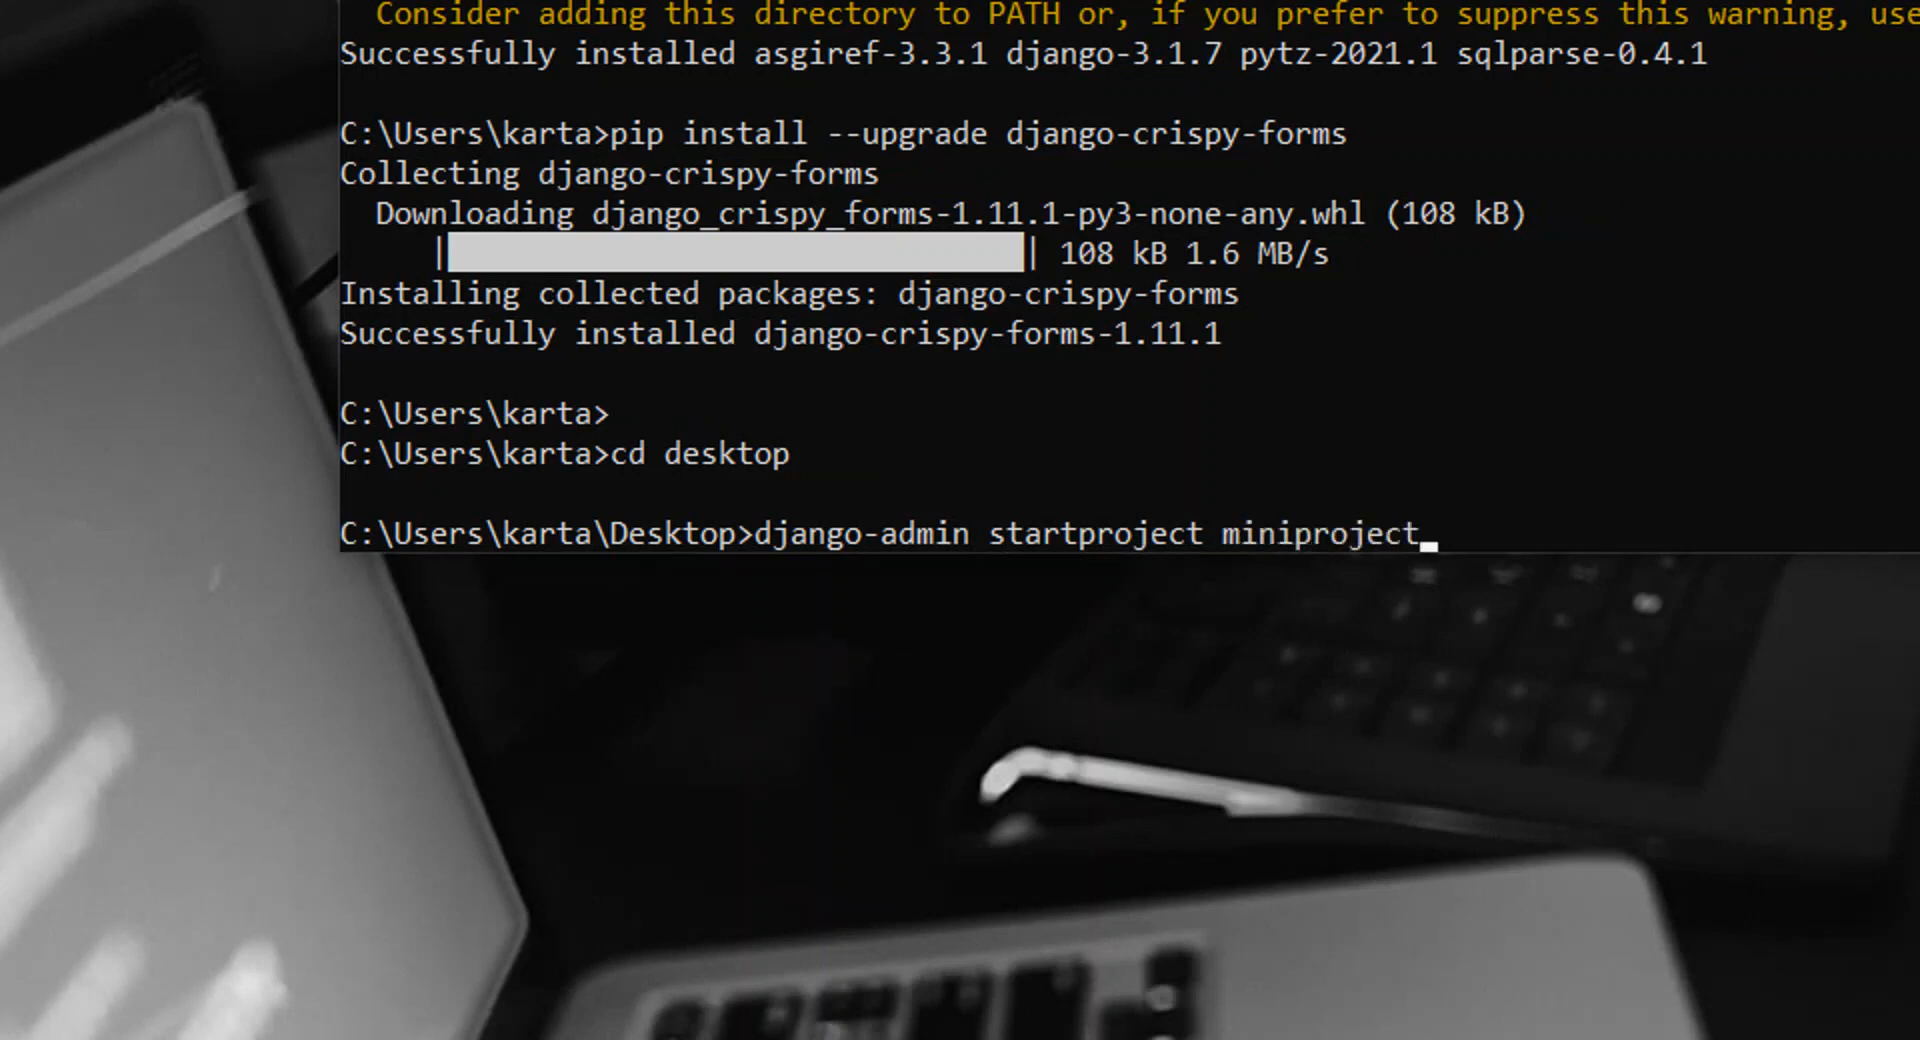 Consider adding this directory to PATH or, if you prefer to suppress this warning, use
Successfully installed asgiref-3.3.1 django-3.1.7 pytz-2021.1 sqlparse-0.4.1
C:\Users\karta>pip install --upgrade django-crispy-forms
Collecting django-crispy-forms
Downloading django_crispy_forms-1.11.1-py3-none-any.whl (108 kB)
| | 108 kB 1.6 MB/s
Installing collected packages: django-crispy-forms
Successfully installed django-crispy-forms-1.11.1
C:\Users\karta>
C:\Users\karta>cd desktop
C:\Users\karta\Desktop>django-admin startproject miniproject